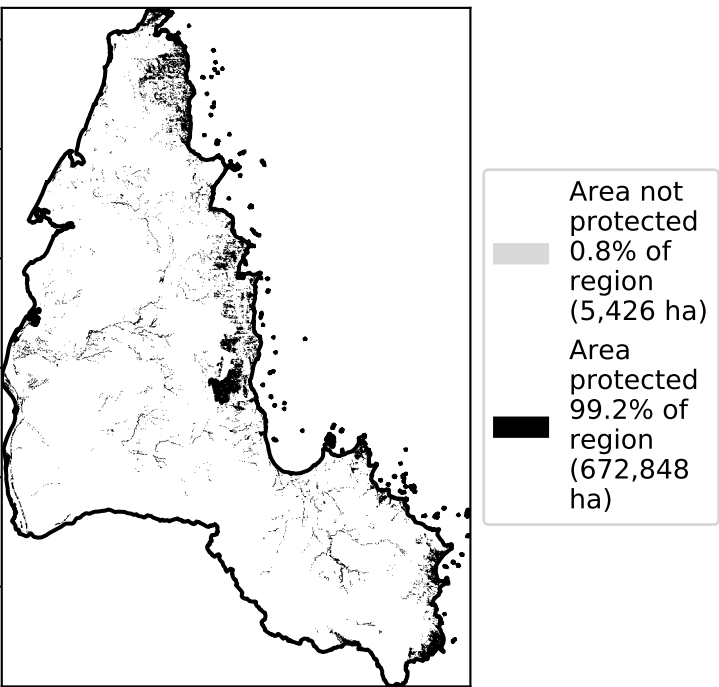 Area not
protected
0.8% of
region
(5,426 ha)
Area
protected
99.2% of
region
(672,848
ha)